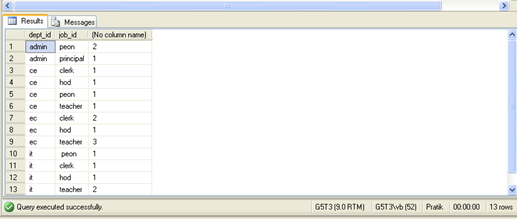 Results Messages
dept_id job_id (No column name)
1 admin peon 2
2 admin principal 1
3 ce clerk 1
4 ce hod 1
5 ce peon 1
6 ce teacher 1
7 ec clerk 2
8 ec hod 1
9 ec teacher 3
10 it peon 1
11 it clerk 1
12 it hod 1
13 it teacher 2
Query executed successfully. G5T3 (9.0 RTM) G5T3\vb (52) Pratik 00:00:00 13 rows